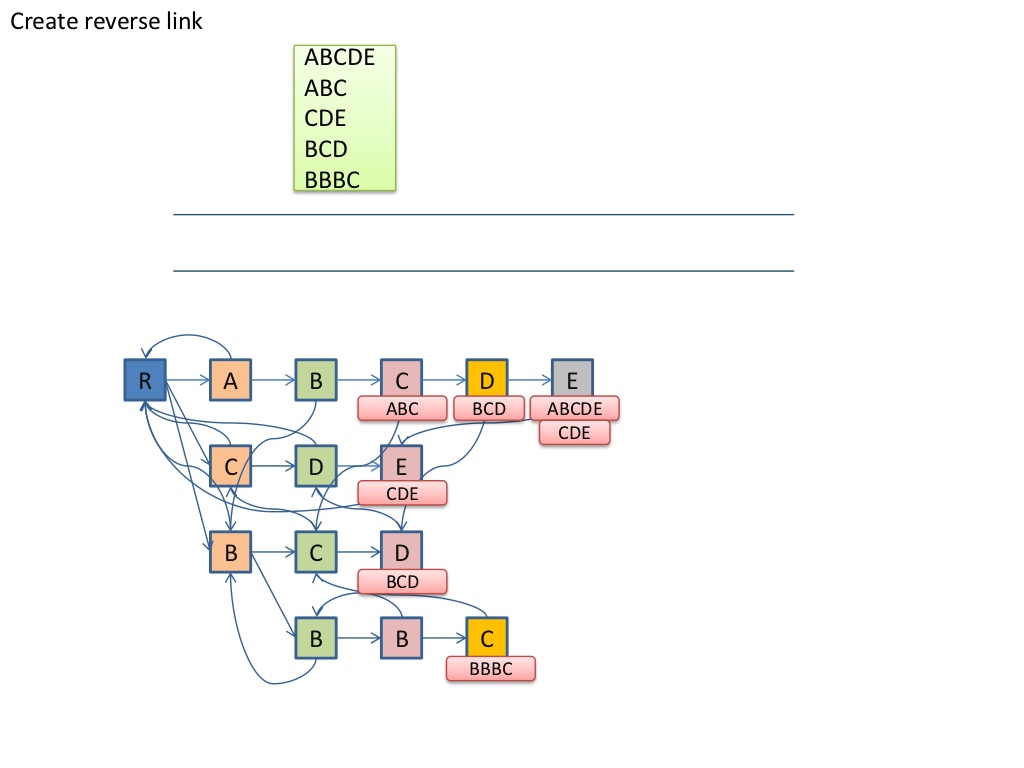 Create reverse link
ABCDE
ABC
CDE
BCD
BBBC
R A B C D E
ABC BCD ABCDE
CDE
C D E
CDE
B C D
BCD
B B C
BBBC